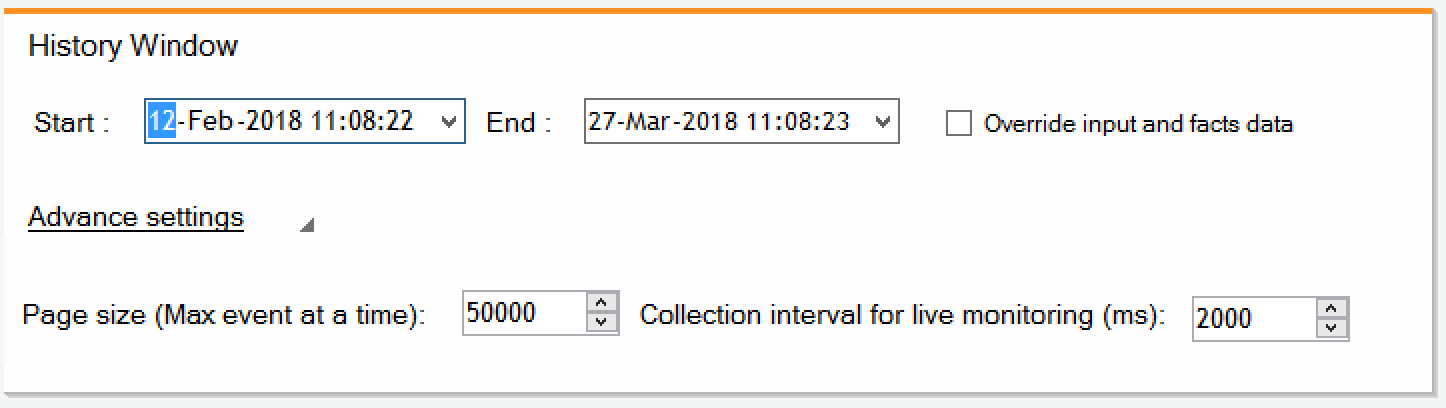 History Window
Start : 12-Feb-2018 11:08:22 End : 27-Mar-2018 11:08:23 Override input and facts data
Advance settings
Page size (Max event at a time): 50000 Collection interval for live monitoring (ms): 2000